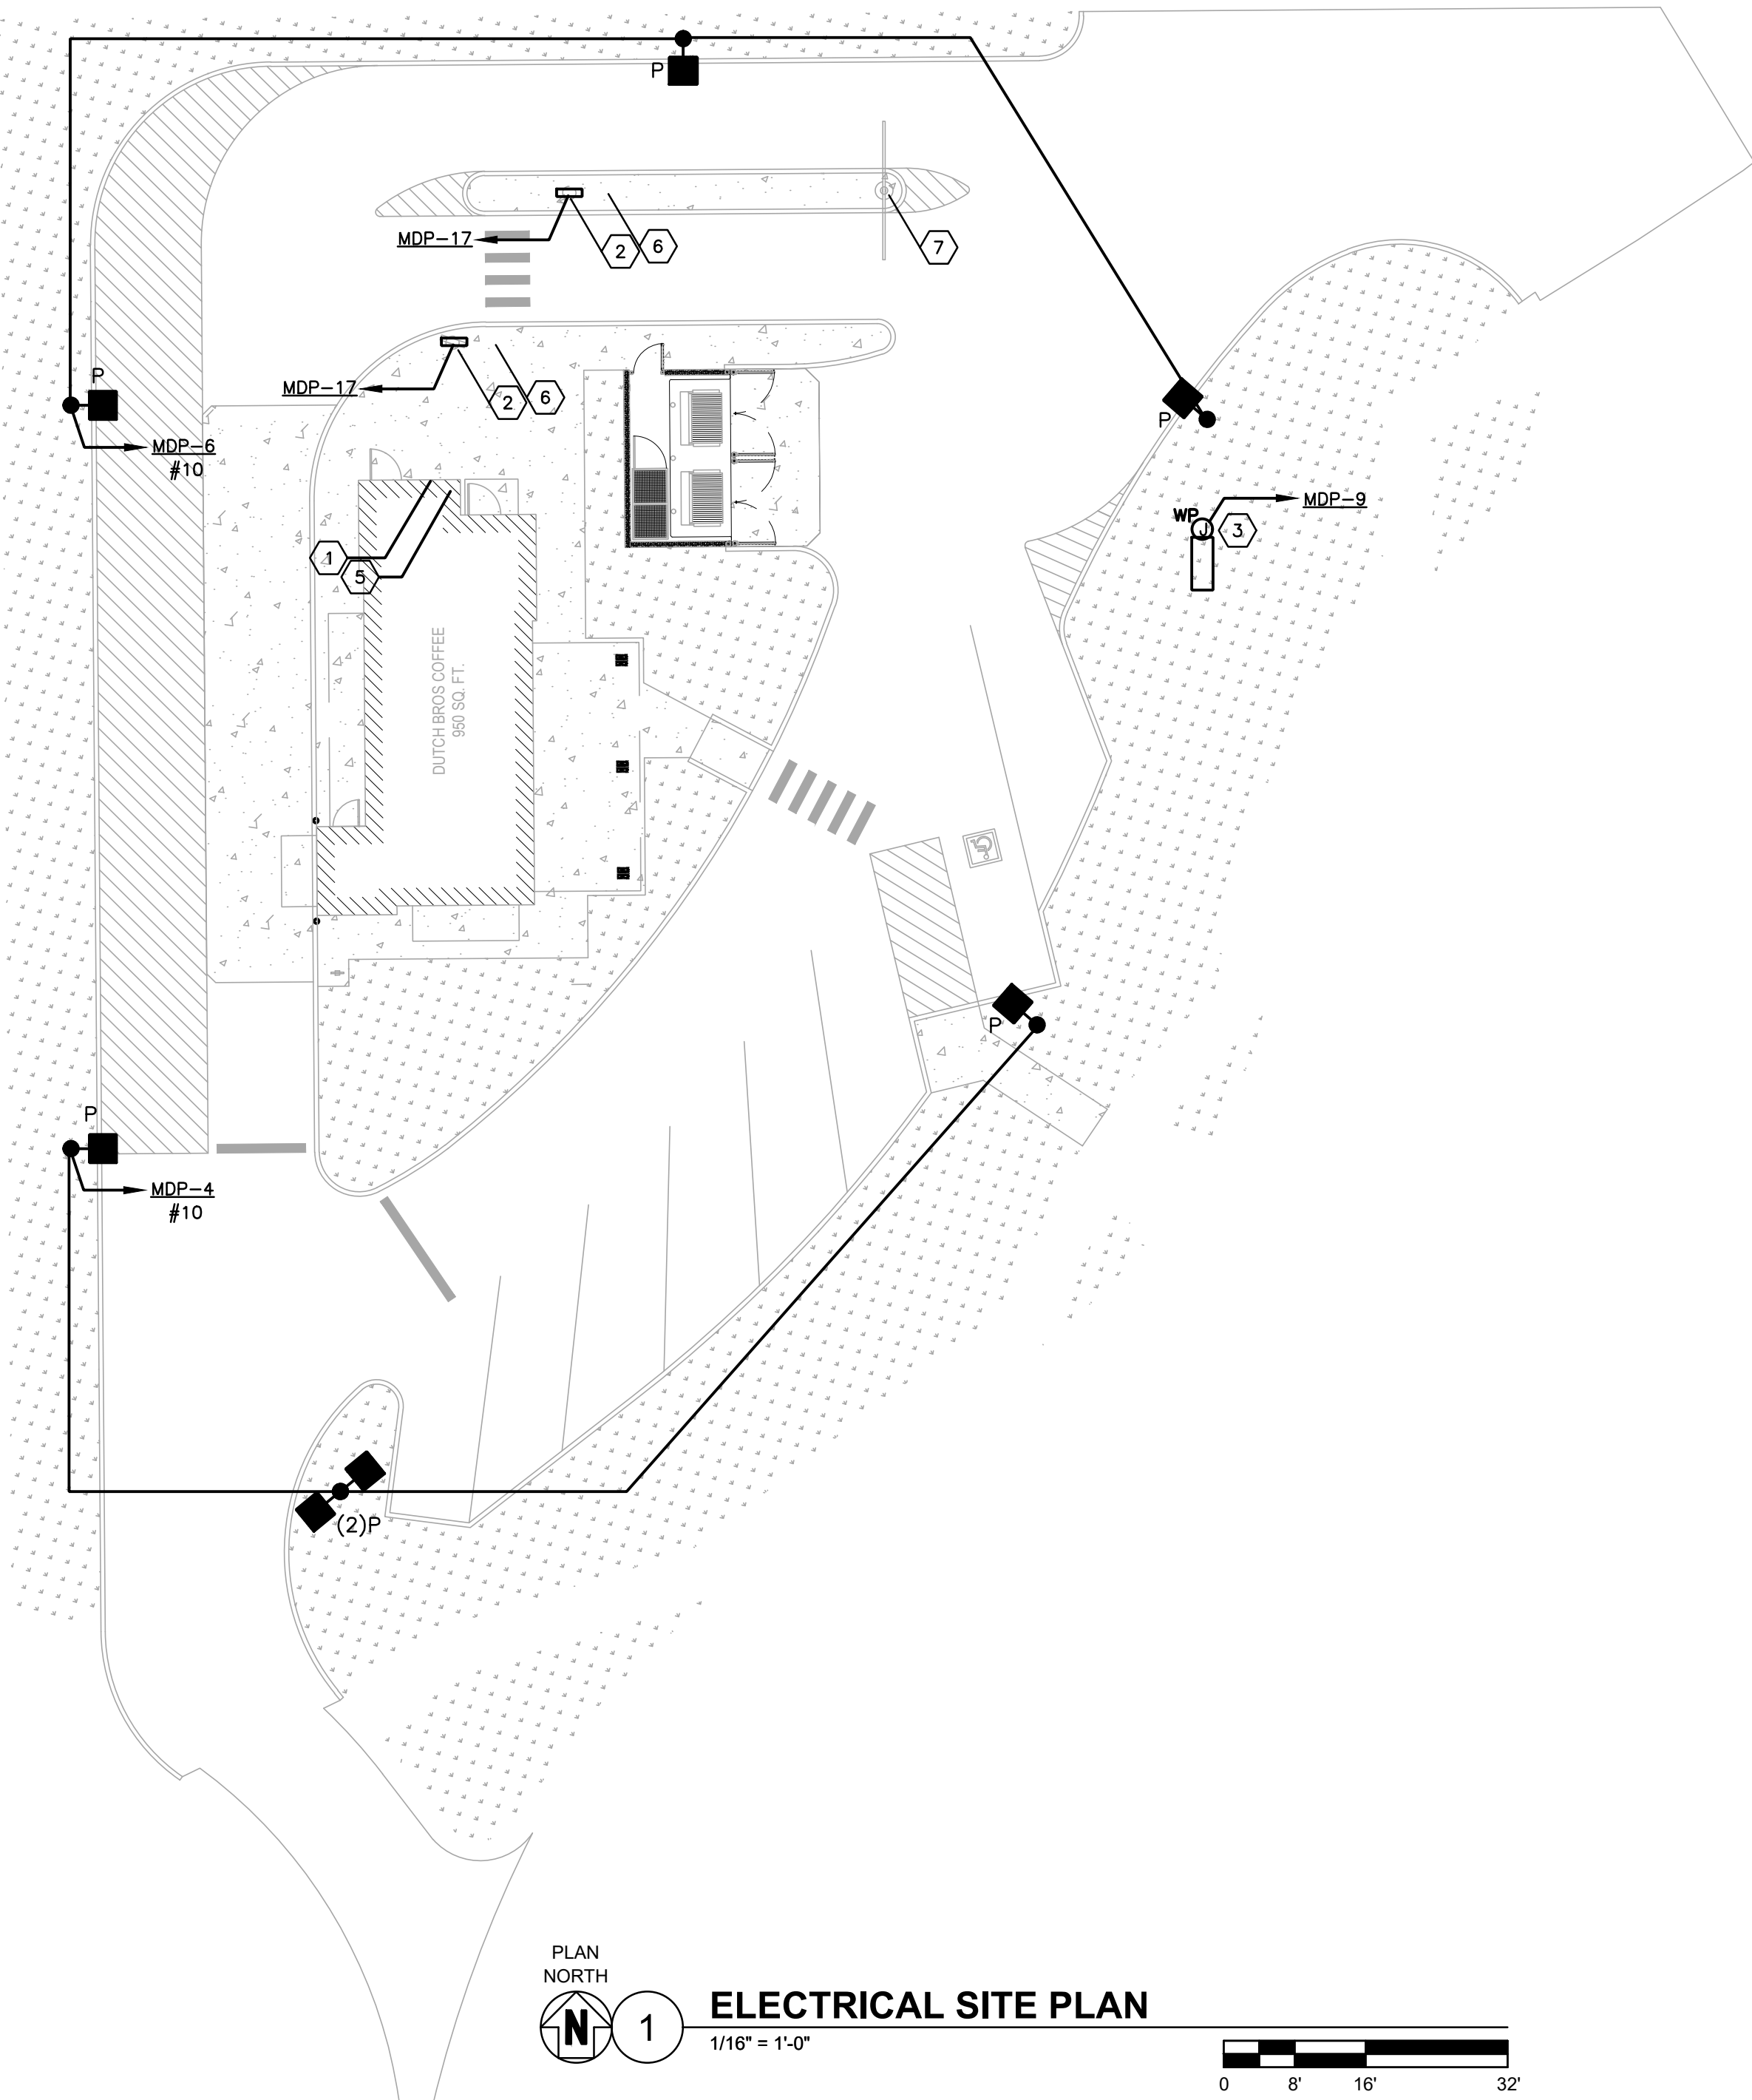 P
MDP-17
2
6
7
MDP-17
2
6
P
MDP-6
#10
P
MDP-9
WP
J
3
1
5
DUTCH BROS COFFEE
950 SQ. FT.
P
P
MDP-4
#10
(2)P
PLAN
NORTH
N
1
ELECTRICAL SITE PLAN
1/16" = 1'-0"
0 8' 16' 32'